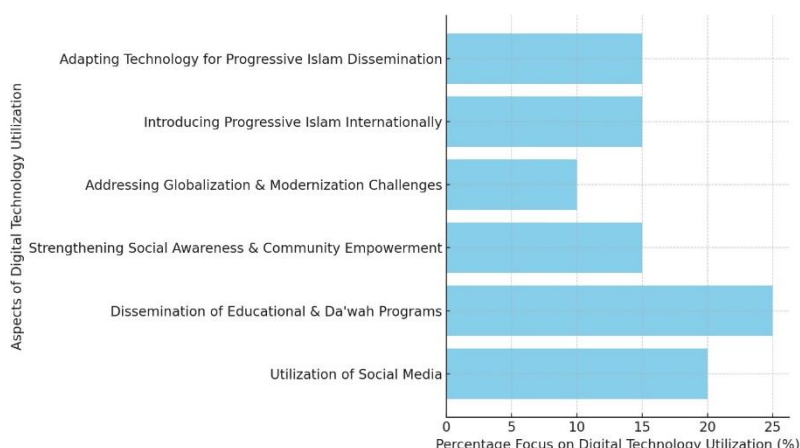 Aspects of Digital Technology Utilization
Adapting Technology for Progressive Islam Dissemination
Introducing Progressive Islam Internationally
Addressing Globalization & Modernization Challenges
Strengthening Social Awareness & Community Empowerment
Dissemination of Educational & Da'wah Programs
Utilization of Social Media
0 5 10 15 20 25
Percentage Focus on Digital Technology Utilization (%)